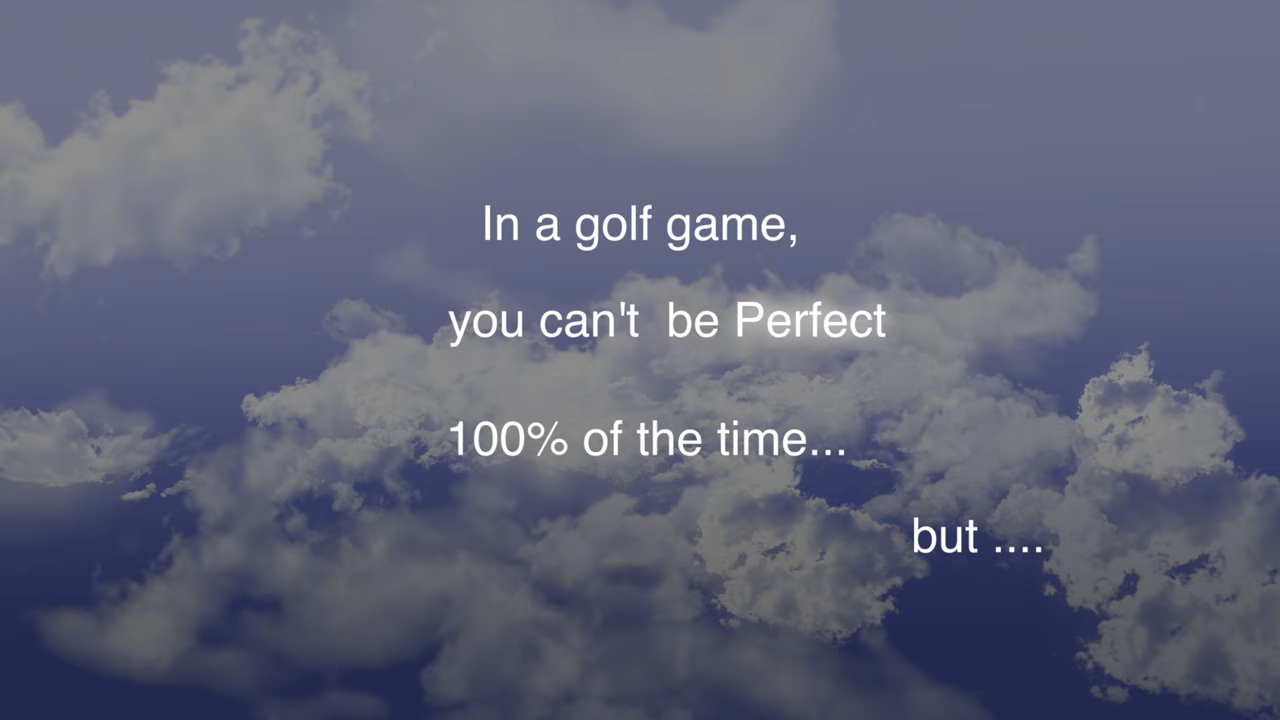 In a golf game,
you can't  be Perfect
100% of the time...
but ....